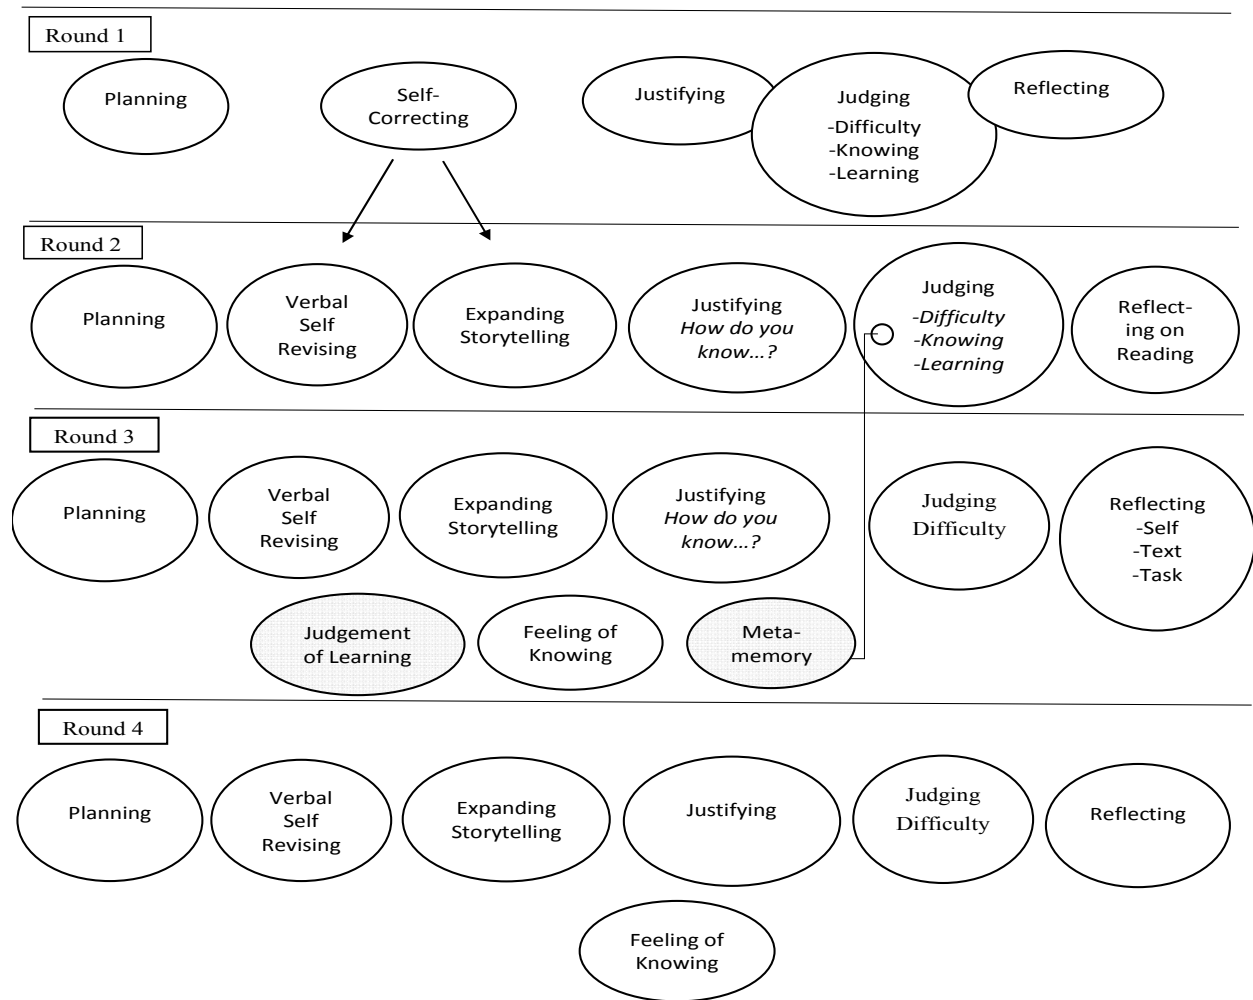 Round 1
Planning
Self-
Correcting
Justifying
Judging
-Difficulty
-Knowing
-Learning
Reflecting
Round 2
Planning
Verbal
Self
Revising
Expanding
Storytelling
Justifying
How do you
know...?
Judging
-Difficulty
-Knowing
-Learning
Reflect-
ing on
Reading
Round 3
Planning
Verbal
Self
Revising
Expanding
Storytelling
Justifying
How do you
know...?
Judging
Difficulty
Reflecting
-Self
-Text
-Task
Judgement
of Learning
Feeling of
Knowing
Meta-
memory
Round 4
Planning
Verbal
Self
Revising
Expanding
Storytelling
Justifying
Judging
Difficulty
Reflecting
Feeling of
Knowing